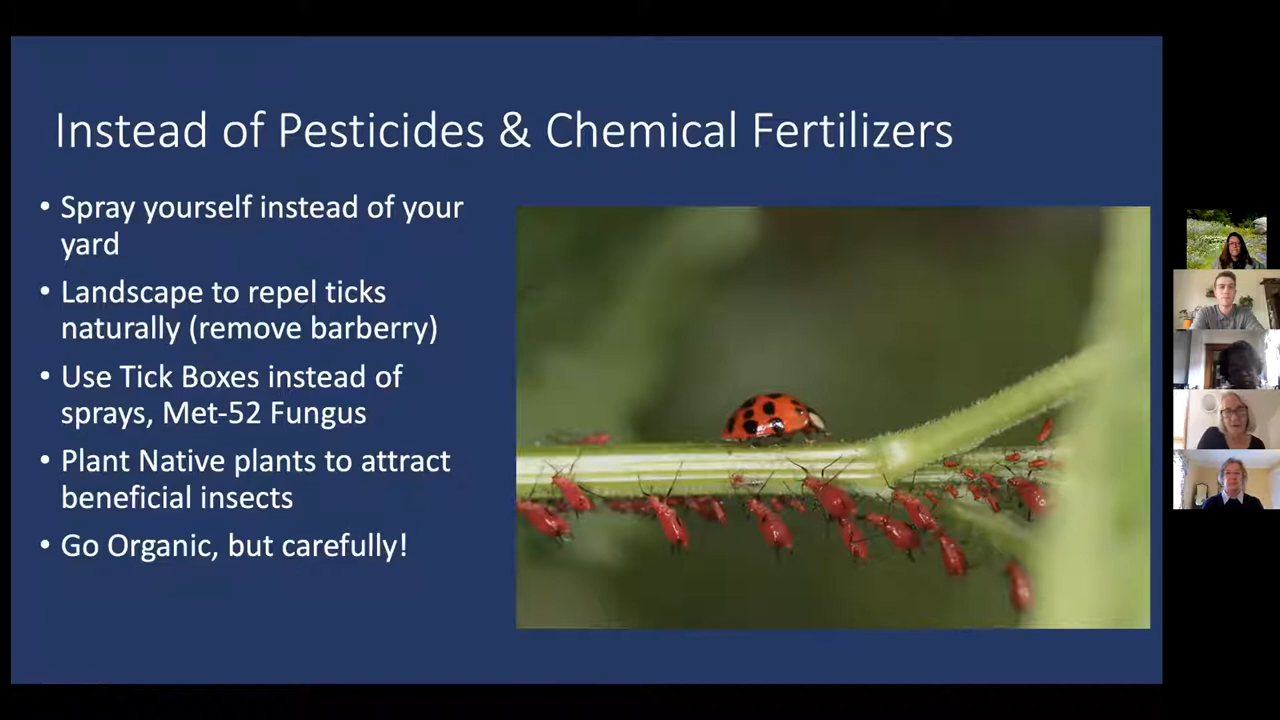 Instead of Pesticides & Chemical Fertilizers
• Spray yourself instead of your
yard
• Landscape to repel ticks
naturally (remove barberry)
• Use Tick Boxes instead of
sprays, Met-52 Fungus
• Plant Native plants to attract
beneficial insects
• Go Organic, but carefully!